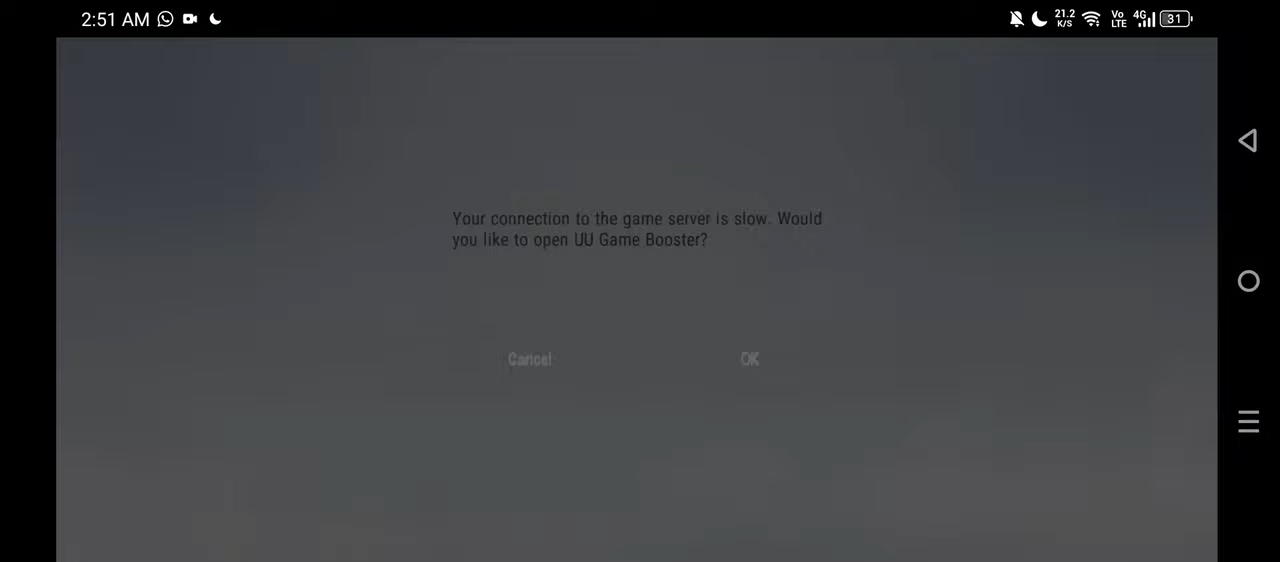 2:51 AM
21.2
K/S
Vo
LTE
4G
31
Your connection to the game server is slow. Would
you like to open UU Game Booster?
Cancel
OK